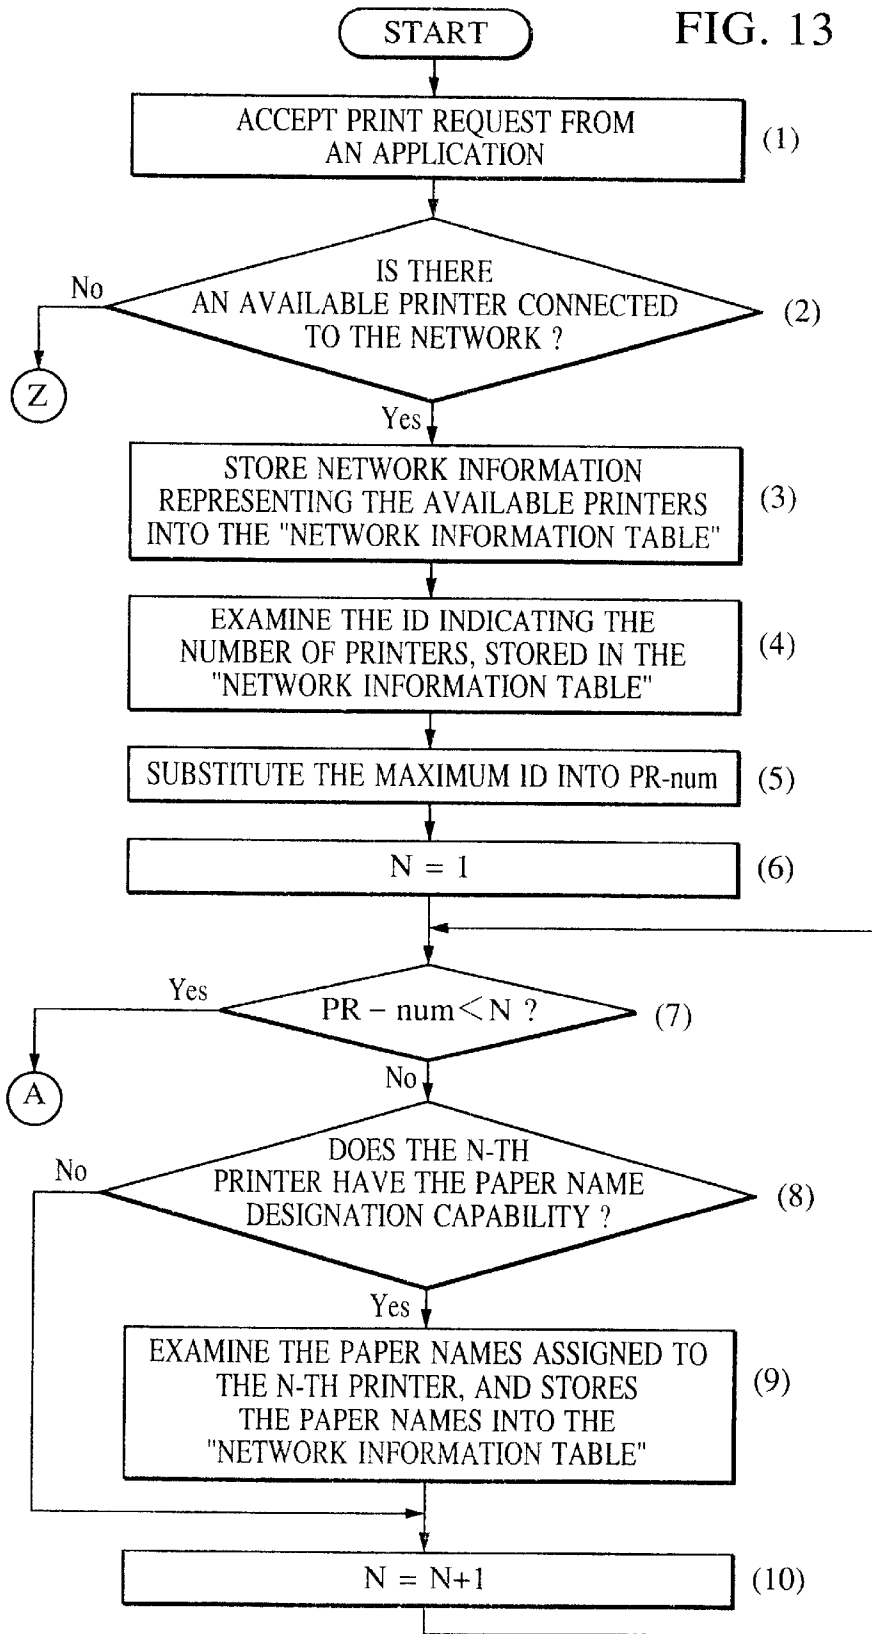 START
FIG. 13
ACCEPT PRINT REQUEST FROM
AN APPLICATION
(1)
IS THERE
AN AVAILABLE PRINTER CONNECTED
TO THE NETWORK ?
(2)
No
Z
Yes
STORE NETWORK INFORMATION
REPRESENTING THE AVAILABLE PRINTERS
INTO THE "NETWORK INFORMATION TABLE"
(3)
EXAMINE THE ID INDICATING THE
NUMBER OF PRINTERS, STORED IN THE
"NETWORK INFORMATION TABLE"
(4)
SUBSTITUTE THE MAXIMUM ID INTO PR-num
(5)
N = 1
(6)
PR – num<N ?
(7)
Yes
A
No
DOES THE N-TH
PRINTER HAVE THE PAPER NAME
DESIGNATION CAPABILITY ?
(8)
No
Yes
EXAMINE THE PAPER NAMES ASSIGNED TO
THE N-TH PRINTER, AND STORES
THE PAPER NAMES INTO THE
"NETWORK INFORMATION TABLE"
(9)
N = N+1
(10)